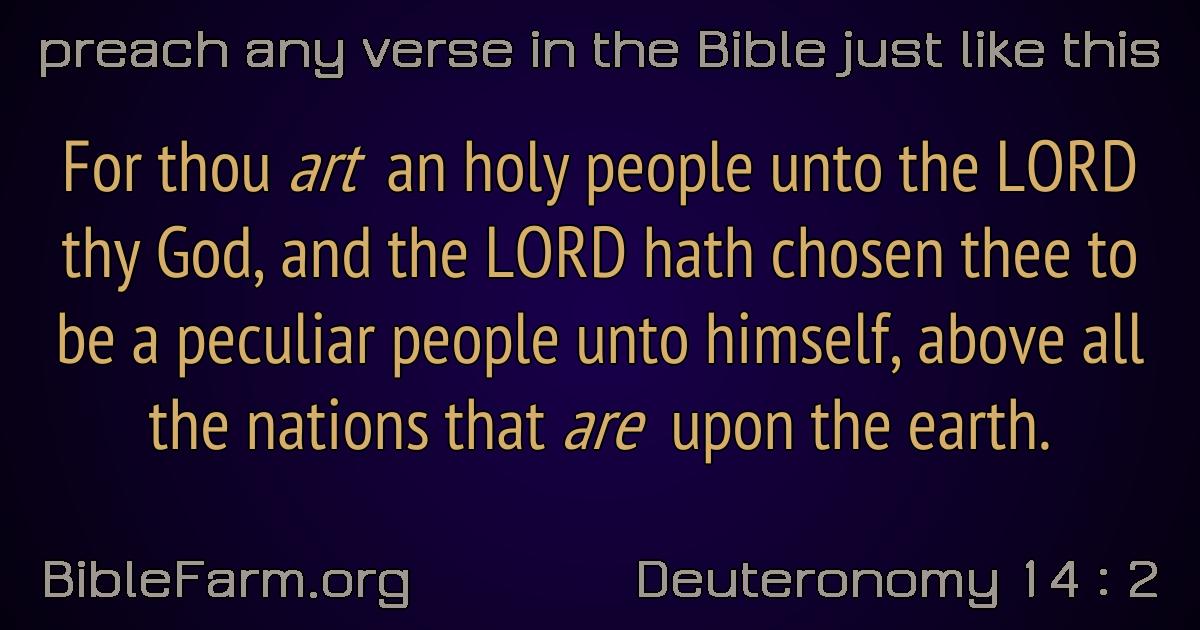 preach any verse in the Bible just like this
For thou art an holy people unto the LORD
thy God, and the LORD hath chosen thee to
be a peculiar people unto himself, above all
the nations that are upon the earth.
BibleFarm.org
Deuteronomy 14 : 2